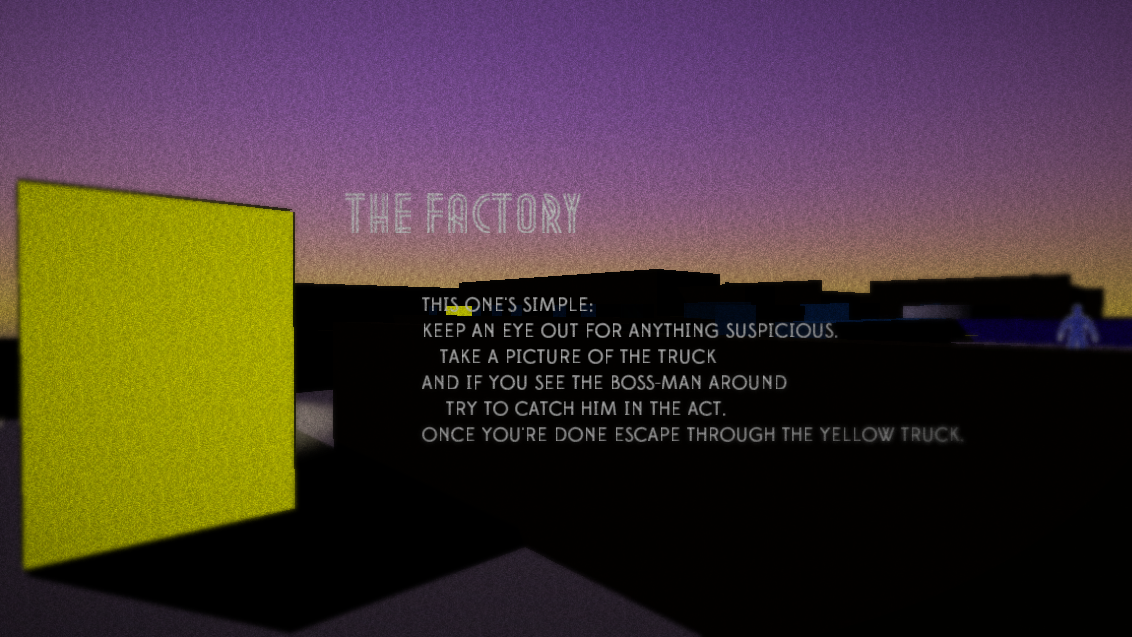 THE FACTORY
THIS ONE'S SIMPLE:
KEEP AN EYE OUT FOR ANYTHING SUSPICIOUS.
TAKE A PICTURE OF THE TRUCK
AND IF YOU SEE THE BOSS-MAN AROUND
TRY TO CATCH HIM IN THE ACT.
ONCE YOU'RE DONE ESCAPE THROUGH THE YELLOW TRUCK.